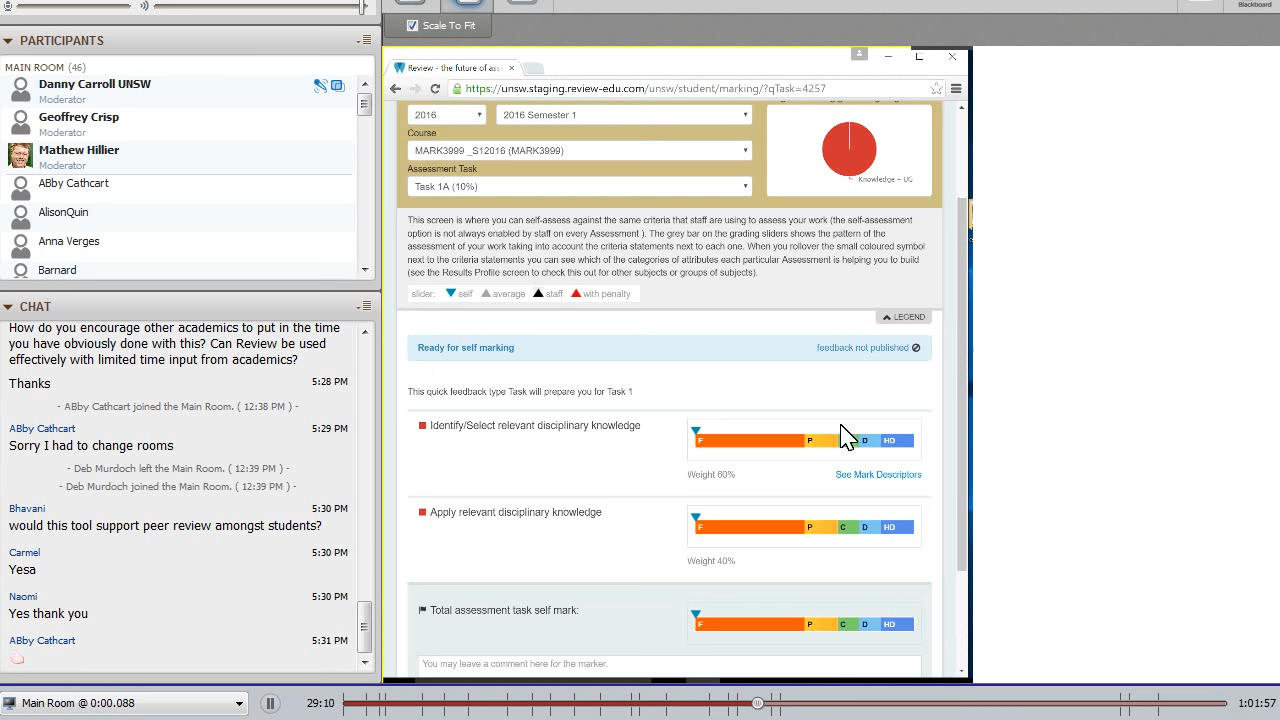 Blackboard
Scale To Fit
PARTICIPANTS
MAIN ROOM (46)
Danny Carroll UNSW
Moderator
Geoffrey Crisp
Moderator
Mathew Hillier
Moderator
ABby Cathcart
AlisonQuin
Anna Verges
Barnard
CHAT
How do you encourage other academics to put in the time
you have obviously done with this? Can Review be used
effectively with limited time input from academics?
Thanks 5:28 PM
- ABby Cathcart joined the Main Room. ( 12:38 PM ) -
ABby Cathcart 5:29 PM
Sorry I had to change rooms
- Deb Murdoch left the Main Room. ( 12:39 PM ) -
- Deb Murdoch joined the Main Room. ( 12:39 PM ) -
Bhavani 5:30 PM
would this tool support peer review amongst students?
Carmel 5:30 PM
Yesa
Naomi 5:30 PM
Yes thank you
ABby Cathcart 5:31 PM
Review - the future of ass
https://unsw.staging.review-edu.com/unsw/student/marking/?qTask=4257
2016 2016 Semester 1
Course
MARK3999 _S12016 (MARK3999)
Assessment Task
Task 1A (10%)
Knowledge – UG
This screen is where you can self-assess against the same criteria that staff are using to assess your work (the self-assessment
option is not always enabled by staff on every Assessment ). The grey bar on the grading sliders shows the pattern of the
assessment of your work taking into account the criteria statements next to each one. When you rollover the small coloured symbol
next to the criteria statements you can see which of the categories of attributes each particular Assessment is helping you to build
(see the Results Profile screen to check this out for other subjects or groups of subjects).
slider: self average staff with penalty
LEGEND
Ready for self marking feedback not published
This quick feedback type Task will prepare you for Task 1
Identify/Select relevant disciplinary knowledge
F P D HD
Weight 60% See Mark Descriptors
Apply relevant disciplinary knowledge
F P C D HD
Weight 40%
Total assessment task self mark:
F P C D HD
You may leave a comment here for the marker.
Main Room @ 0:00.088 29:10 1:01:57